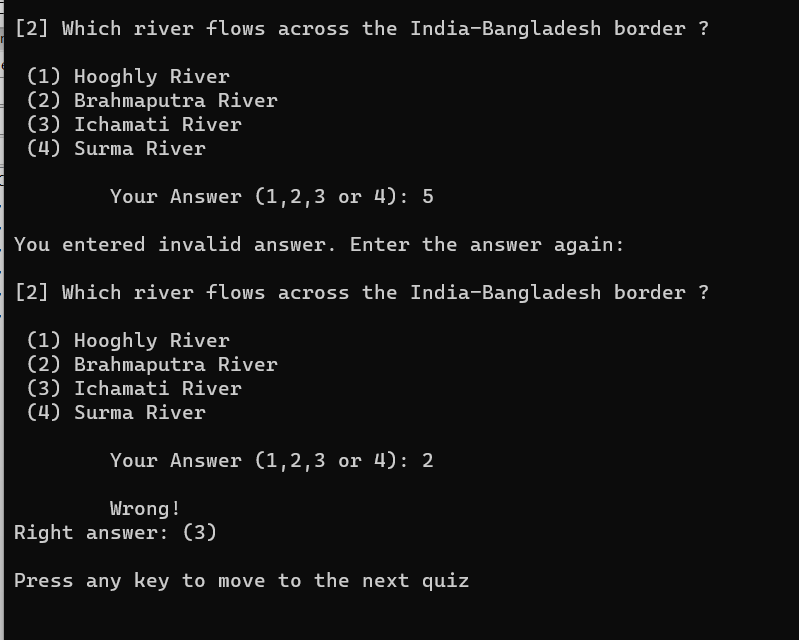 [2] Which river flows across the India-Bangladesh border ?
(1) Hooghly River
(2) Brahmaputra River
(3) Ichamati River
(4) Surma River
Your Answer (1,2,3 or 4): 5
You entered invalid answer. Enter the answer again:
[2] Which river flows across the India-Bangladesh border ?
(1) Hooghly River
(2) Brahmaputra River
(3) Ichamati River
(4) Surma River
Your Answer (1,2,3 or 4): 2
Wrong!
Right answer: (3)
Press any key to move to the next quiz